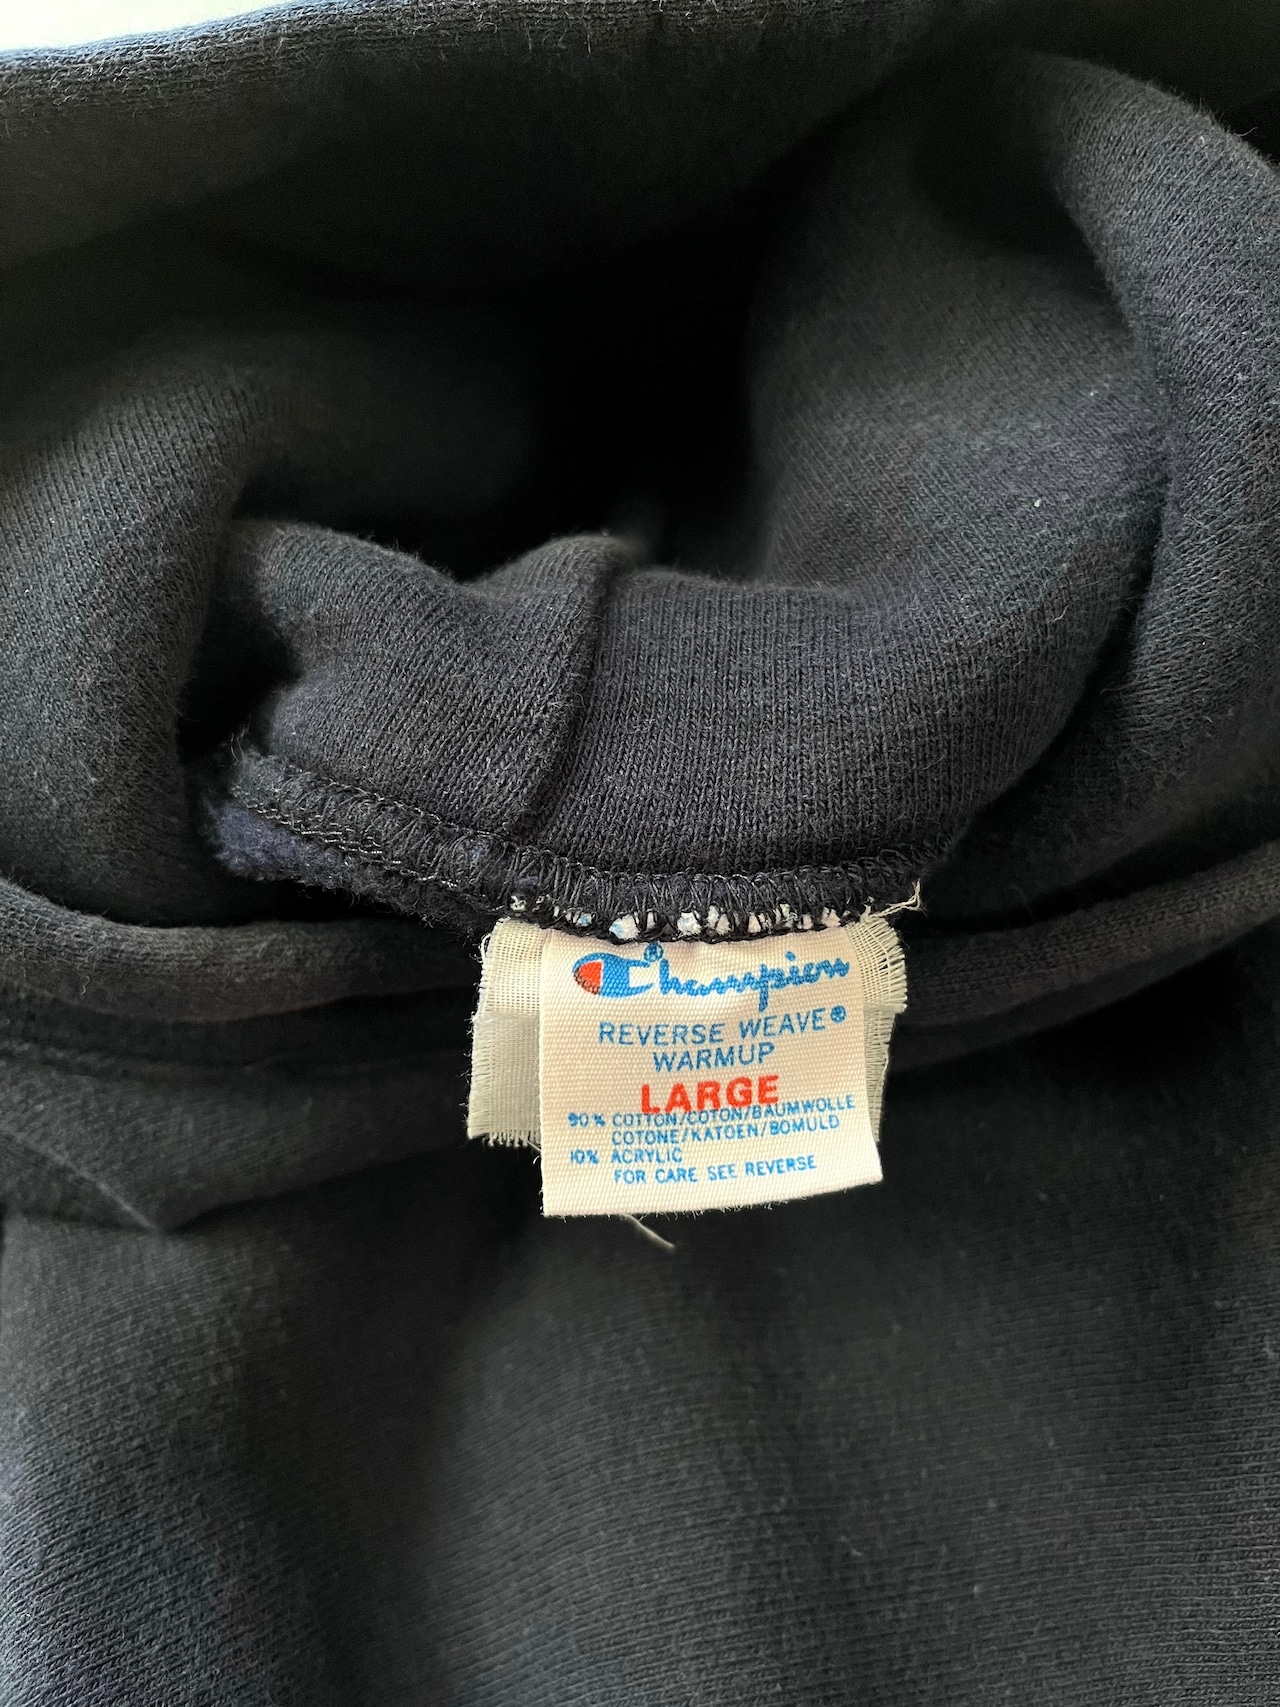 Champion®
REVERSE WEAVE®
WARMUP
LARGE
90% COTTON/COTON/BAUMWOLLE
COTONE/KATOEN/BOMULD
10% ACRYLIC
FOR CARE SEE REVERSE